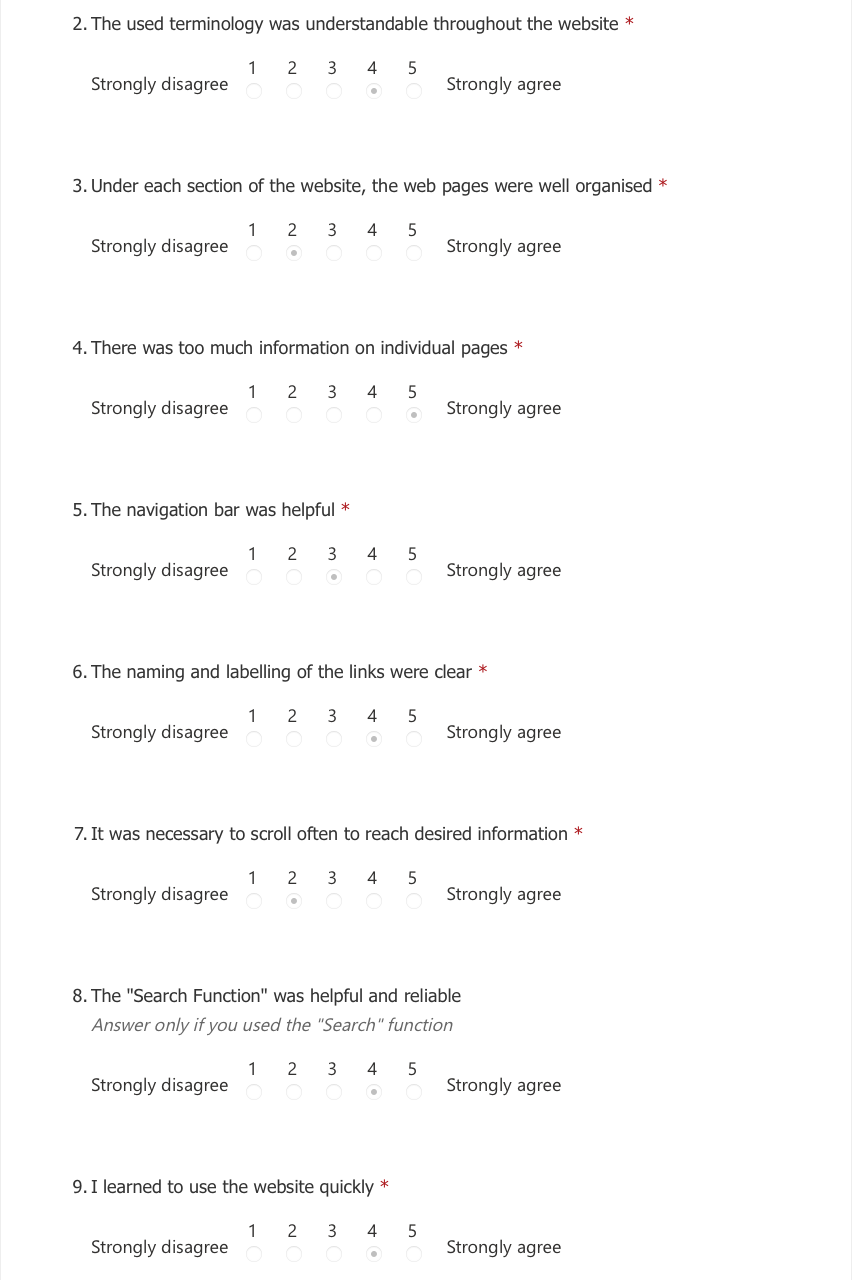 2. The used terminology was understandable throughout the website *
1 2 3 4 5
Strongly disagree Strongly agree
3. Under each section of the website, the web pages were well organised *
1 2 3 4 5
Strongly disagree Strongly agree
4. There was too much information on individual pages *
1 2 3 4 5
Strongly disagree Strongly agree
5. The navigation bar was helpful *
1 2 3 4 5
Strongly disagree Strongly agree
6. The naming and labelling of the links were clear *
1 2 3 4 5
Strongly disagree Strongly agree
7. It was necessary to scroll often to reach desired information *
1 2 3 4 5
Strongly disagree Strongly agree
8. The "Search Function" was helpful and reliable
Answer only if you used the "Search" function
1 2 3 4 5
Strongly disagree Strongly agree
9. I learned to use the website quickly *
1 2 3 4 5
Strongly disagree Strongly agree